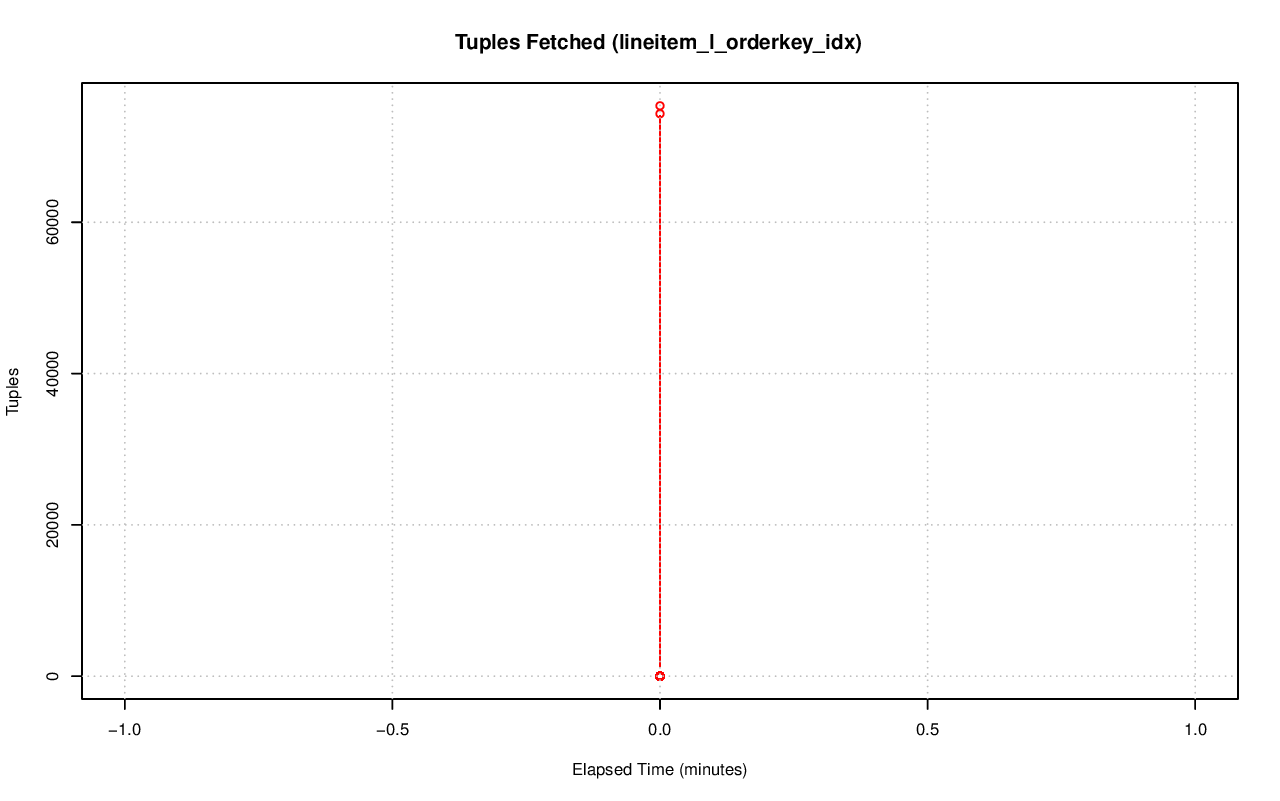 Tuples Fetched (lineitem_l_orderkey_idx)
Tuples
60000
40000
20000
0
−1.0 −0.5 0.0 0.5 1.0
Elapsed Time (minutes)